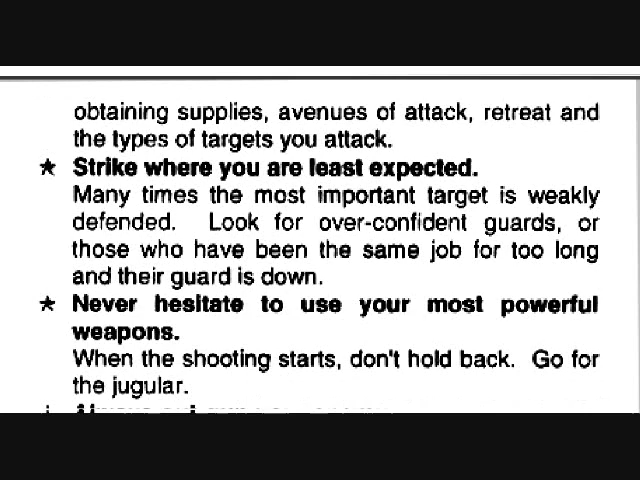 obtaining supplies, avenues of attack, retreat and
the types of targets you attack.
★ Strike where you are least expected.
Many times the most important target is weakly
defended. Look for over-confident guards, or
those who have been the same job for too long
and their guard is down.
★ Never hesitate to use your most powerful
weapons.
When the shooting starts, don't hold back. Go for
the jugular.